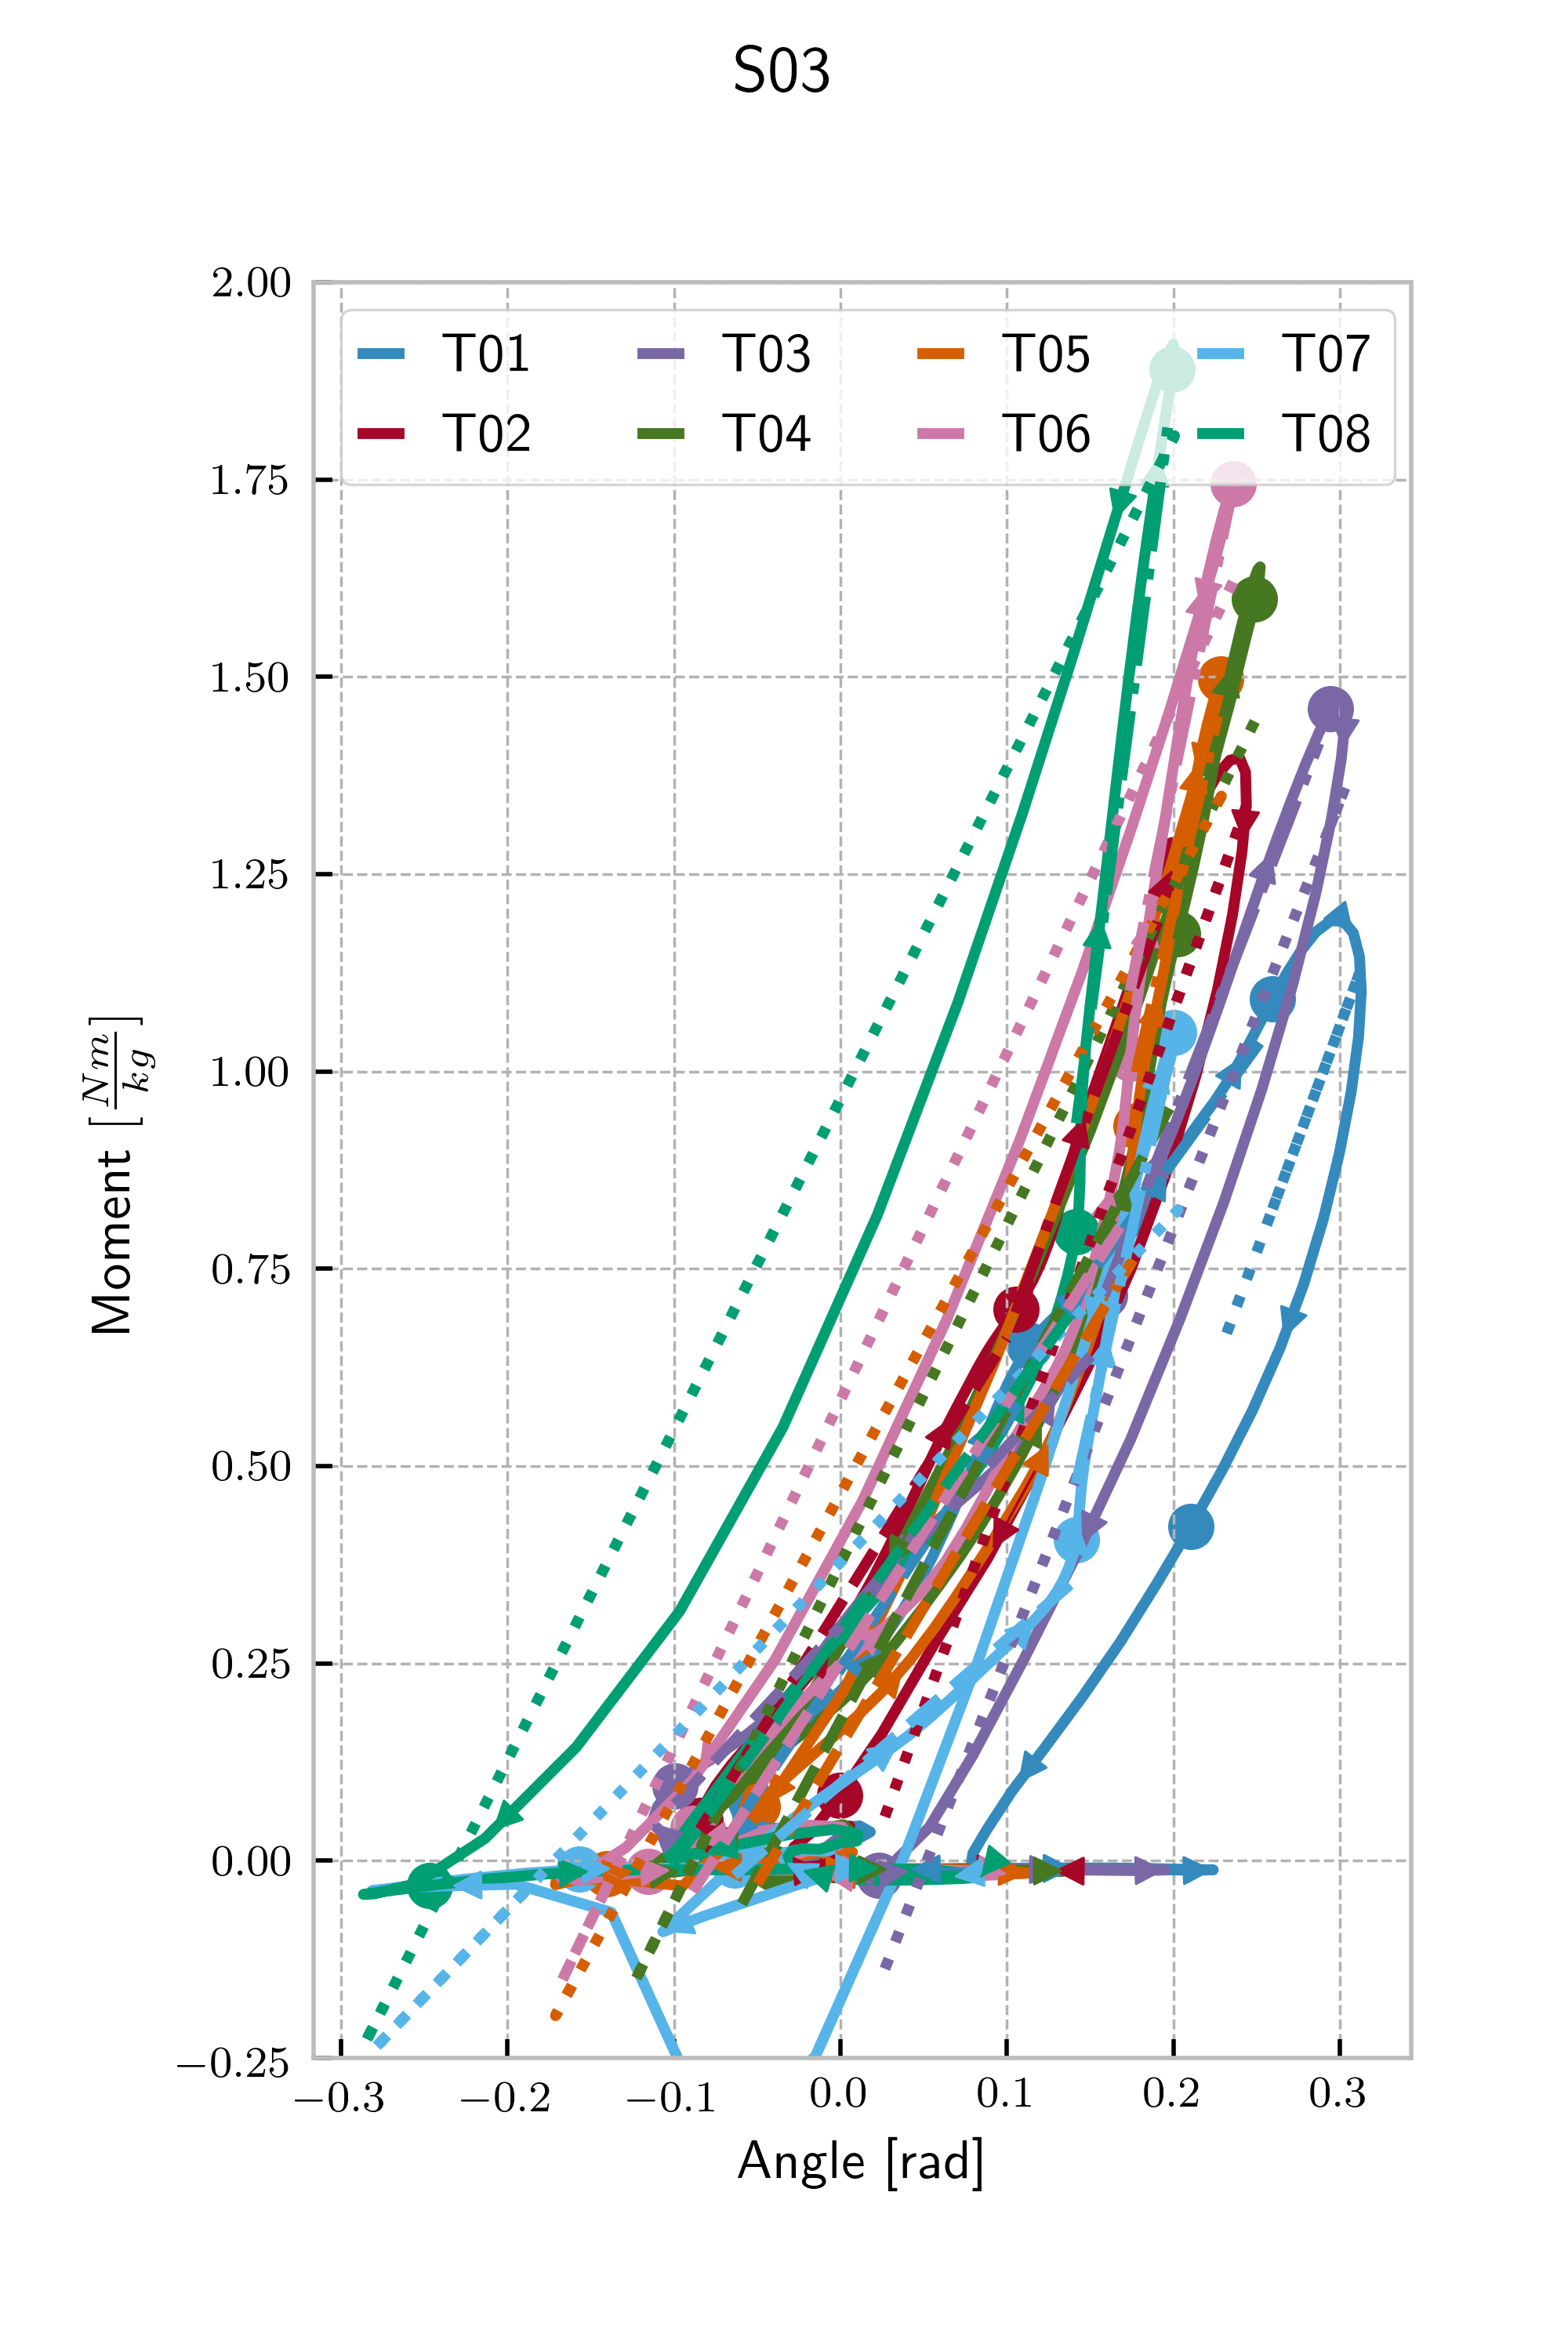 S03
2.00
T01 T03 T05 T07
T02 T04 T06 T08
1.75
1.50
1.25
1.00
0.75
0.50
0.25
0.00
−0.25
Moment [Nm/kg]
−0.3 −0.2 −0.1 0.0 0.1 0.2 0.3
Angle [rad]